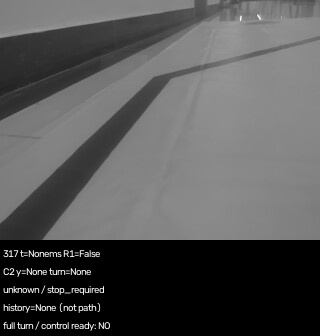 317 t=Nonems R1=False
C2 y=None turn=None
unknown / stop_required
history=None (not path)
full turn / control ready: NO